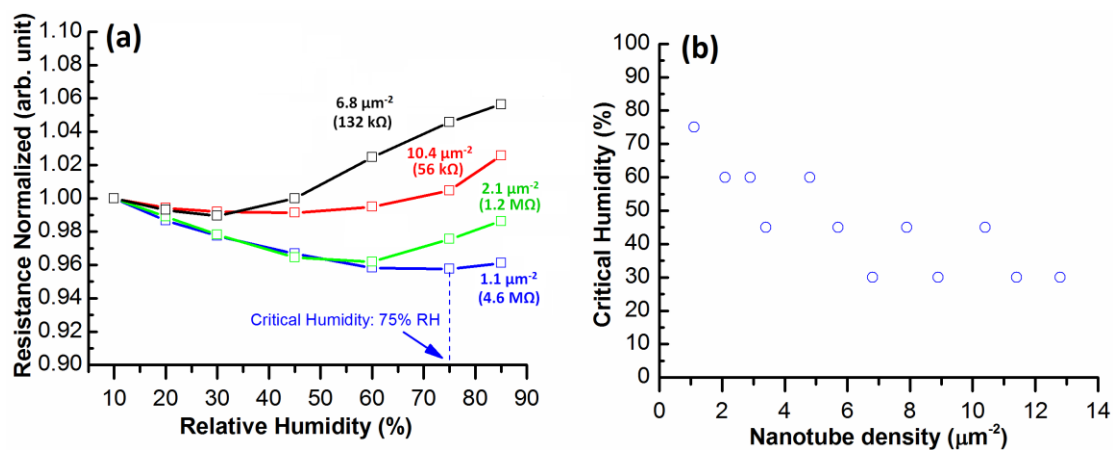 (a)
Resistance Normalized (arb. unit)
1.10
1.08
1.06
1.04
1.02
1.00
0.98
0.96
0.94
0.92
0.90
6.8 µm⁻²
(132 kΩ)
10.4 µm⁻²
(56 kΩ)
2.1 µm⁻²
(1.2 MΩ)
1.1 µm⁻²
(4.6 MΩ)
Critical Humidity: 75% RH
10 20 30 40 50 60 70 80 90
Relative Humidity (%)
(b)
Critical Humidity (%)
100
90
80
70
60
50
40
30
20
10
0
0 2 4 6 8 10 12 14
Nanotube density (µm⁻²)